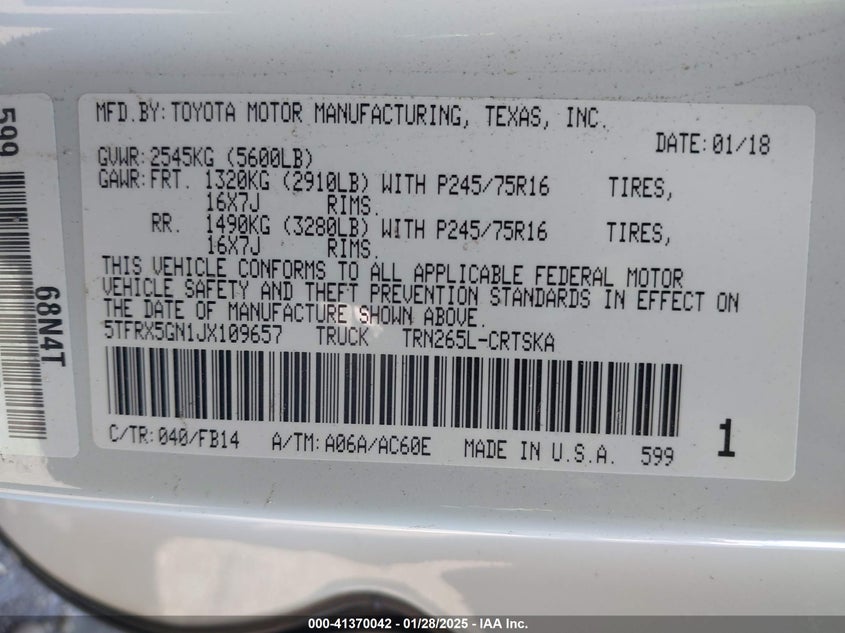 599
68N4T
MFD.BY: TOYOTA MOTOR MANUFACTURING, TEXAS, INC.
DATE: 01/18
GVWR: 2545KG (5600LB)
GAWR: FRT. 1320KG (2910LB) WITH P245/75R16 TIRES,
16X7J RIMS.
RR. 1490KG (3280LB) WITH P245/75R16 TIRES,
16X7J RIMS.
THIS VEHICLE CONFORMS TO ALL APPLICABLE FEDERAL MOTOR
VEHICLE SAFETY AND THEFT PREVENTION STANDARDS IN EFFECT ON
THE DATE OF MANUFACTURE SHOWN ABOVE.
5TFRX5GN1JX109657 TRUCK TRN265L-CRTSKA
C/TR: 040/FB14 A/TM: A06A/AC60E MADE IN U.S.A. 599
1
000-41370042 — 01/28/2025 — IAA Inc.